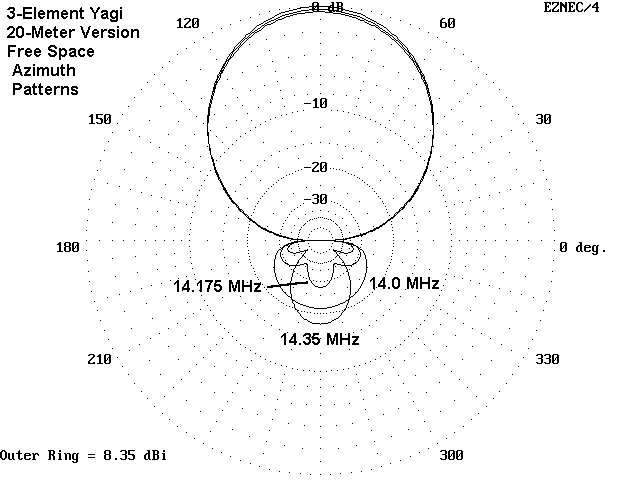 3-Element Yagi
20-Meter Version
Free Space
Azimuth
Patterns
EZNEC/4
0 dB
120
60
-10
150
30
-20
-30
180
0 deg.
14.175 MHz
14.0 MHz
14.35 MHz
210
330
Outer Ring = 8.35 dBi
300